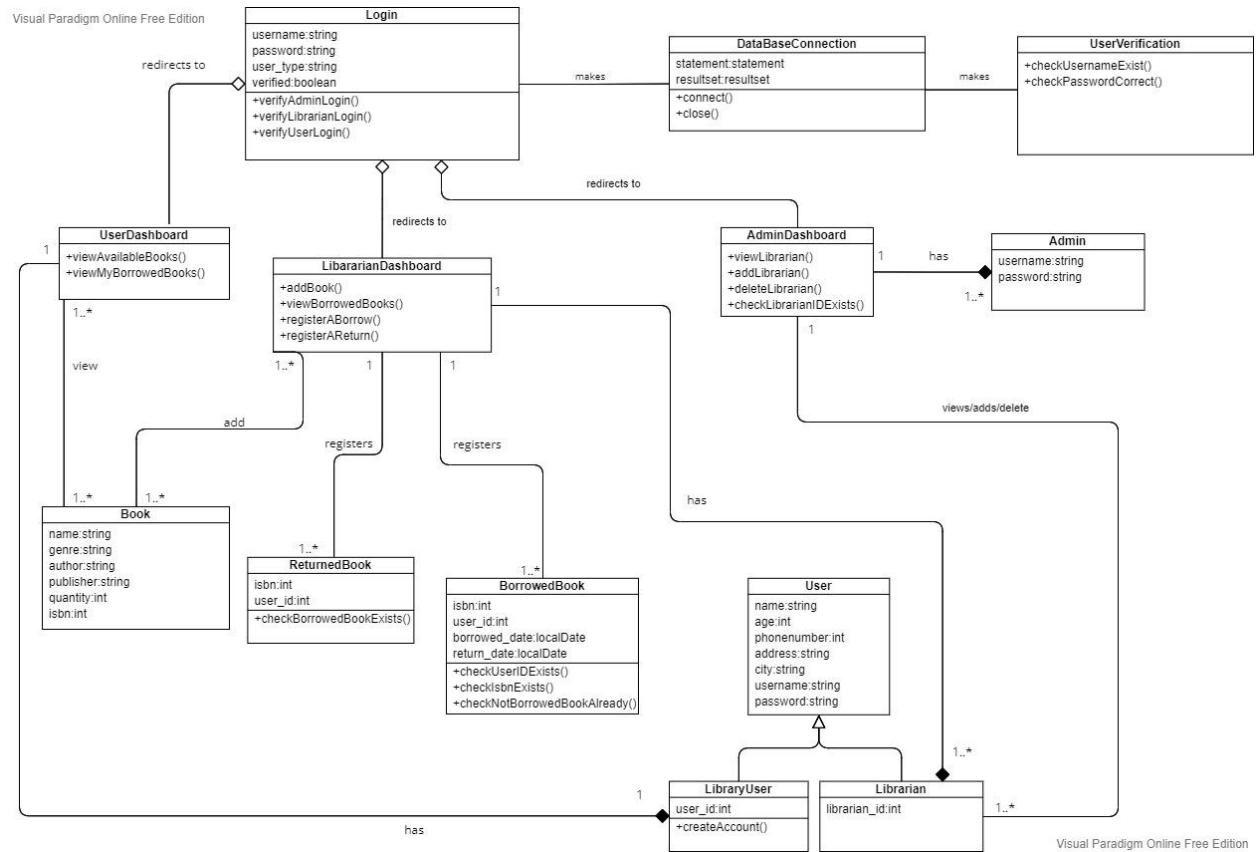 Visual Paradigm Online Free Edition
Login
username:string
password:string
user_type:string
verified:boolean
+verifyAdminLogin()
+verifyLibrarianLogin()
+verifyUserLogin()
redirects to
makes
DataBaseConnection
statement:statement
resultset:resultset
+connect()
+close()
makes
UserVerification
+checkUsernameExist()
+checkPasswordCorrect()
redirects to
redirects to
1
UserDashboard
+viewAvailableBooks()
+viewMyBorrowedBooks()
1..*
LibararianDashboard
+addBook()
+viewBorrowedBooks()
+registerABorrow()
+registerAReturn()
1
1..*
1
1
AdminDashboard
+viewLibrarian()
+addLibrarian()
+deleteLibrarian()
+checkLibrarianIDExists()
1
has
1..*
1
Admin
username:string
password:string
view
add
registers
registers
views/adds/delete
has
1..*
1..*
Book
name:string
genre:string
author:string
publisher:string
quantity:int
isbn:int
1..*
ReturnedBook
isbn:int
user_id:int
+checkBorrowedBookExists()
1..*
BorrowedBook
isbn:int
user_id:int
borrowed_date:localDate
return_date:localDate
+checkUserIDExists()
+checkIsbnExists()
+checkNotBorrowedBookAlready()
User
name:string
age:int
phonenumber:int
address:string
city:string
username:string
password:string
1..*
1
LibraryUser
user_id:int
+createAccount()
Librarian
librarian_id:int
1..*
has
Visual Paradigm Online Free Edition